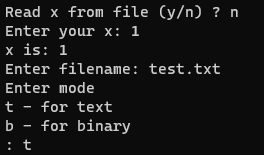 Read x from file (y/n) ? n
Enter your x: 1
x is: 1
Enter filename: test.txt
Enter mode
t - for text
b - for binary
: t